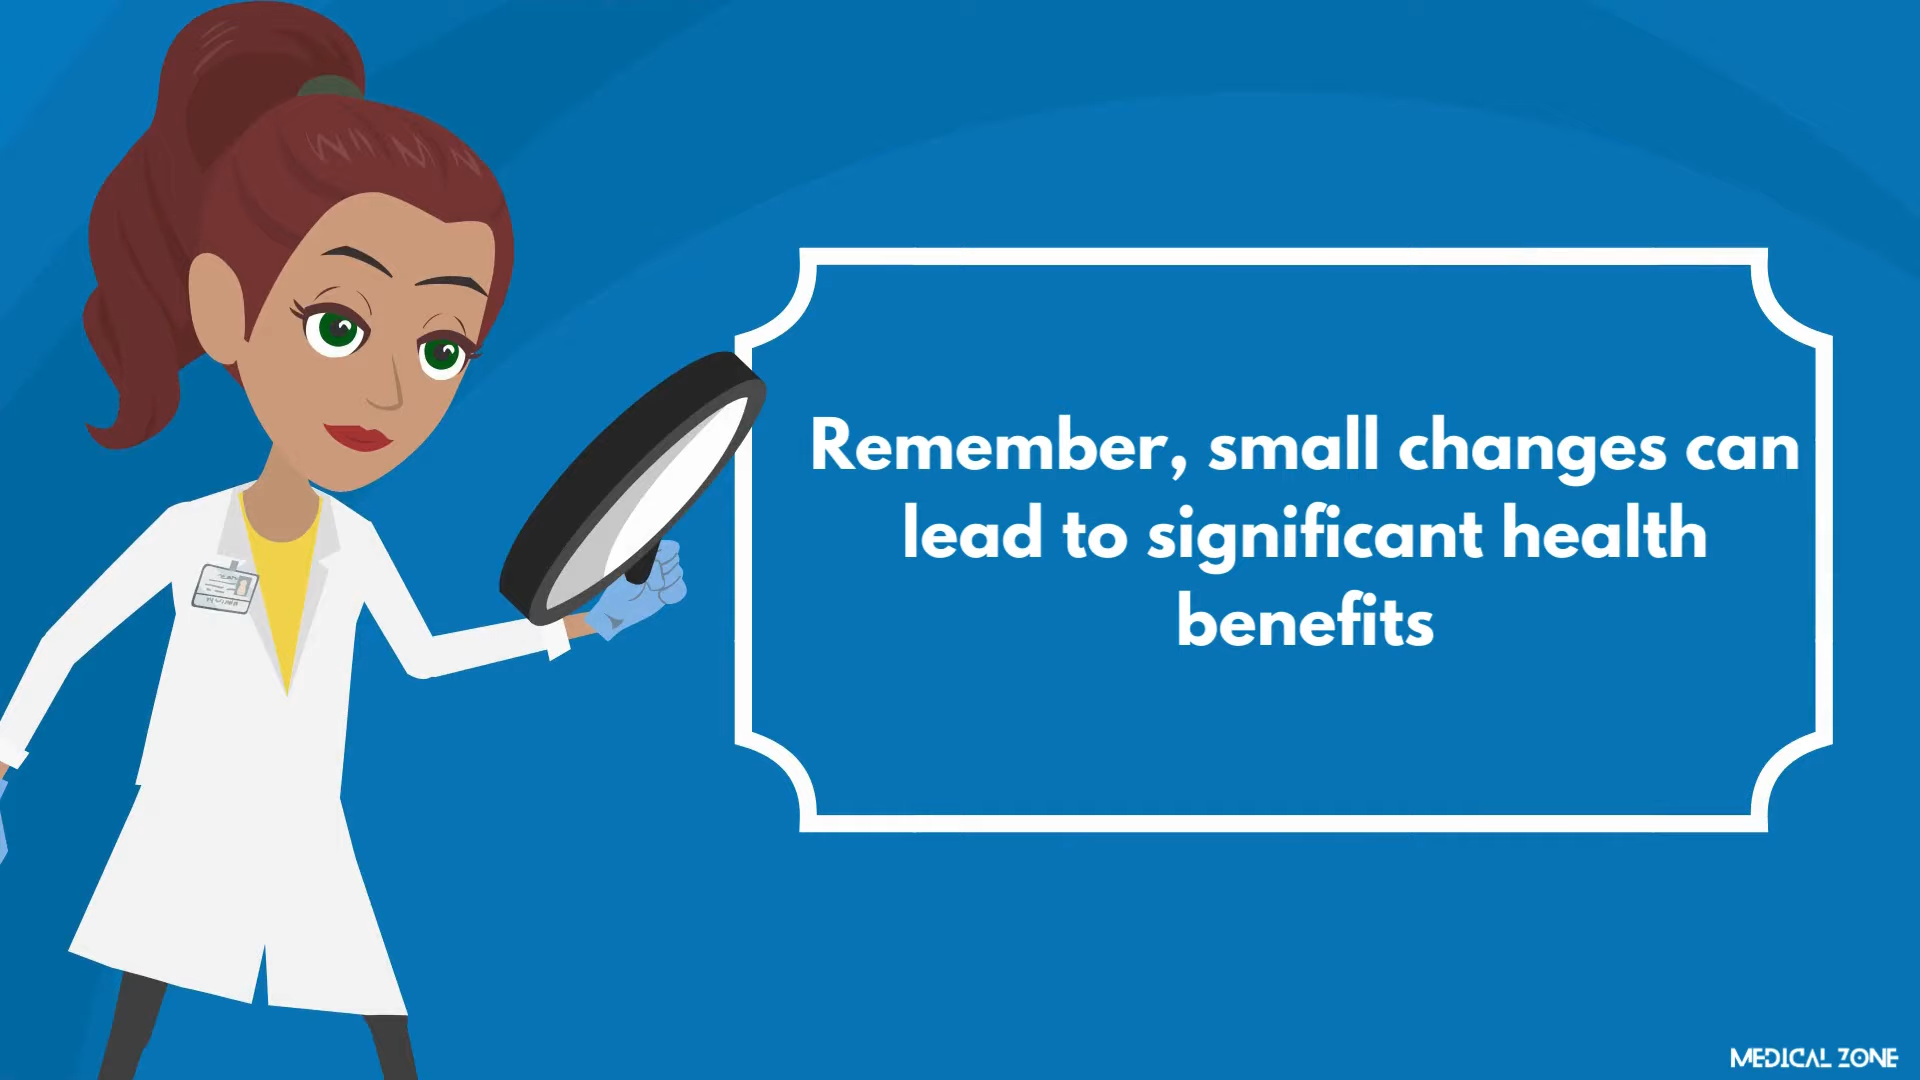 Remember, small changes can
lead to significant health
benefits
MEDICAL ZONE